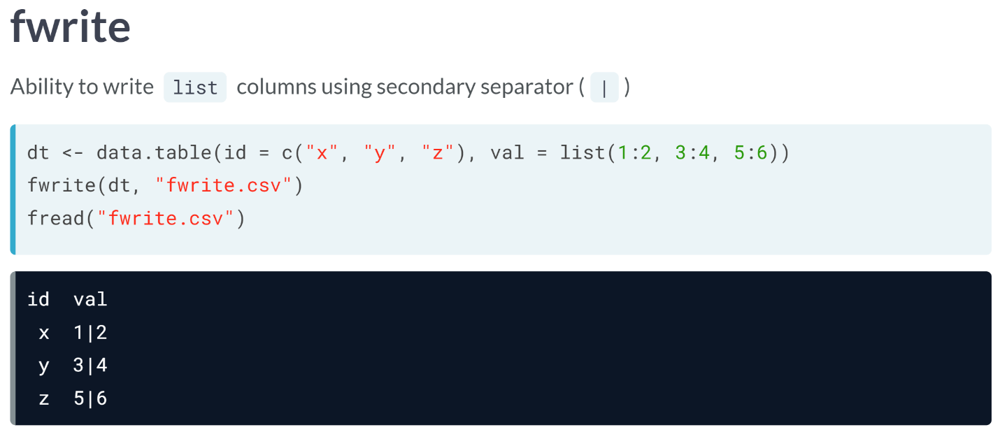 fwrite
Ability to write list columns using secondary separator ( | )
dt <- data.table(id = c("x", "y", "z"), val = list(1:2, 3:4, 5:6))
fwrite(dt, "fwrite.csv")
fread("fwrite.csv")
id  val
 x  1|2
 y  3|4
 z  5|6